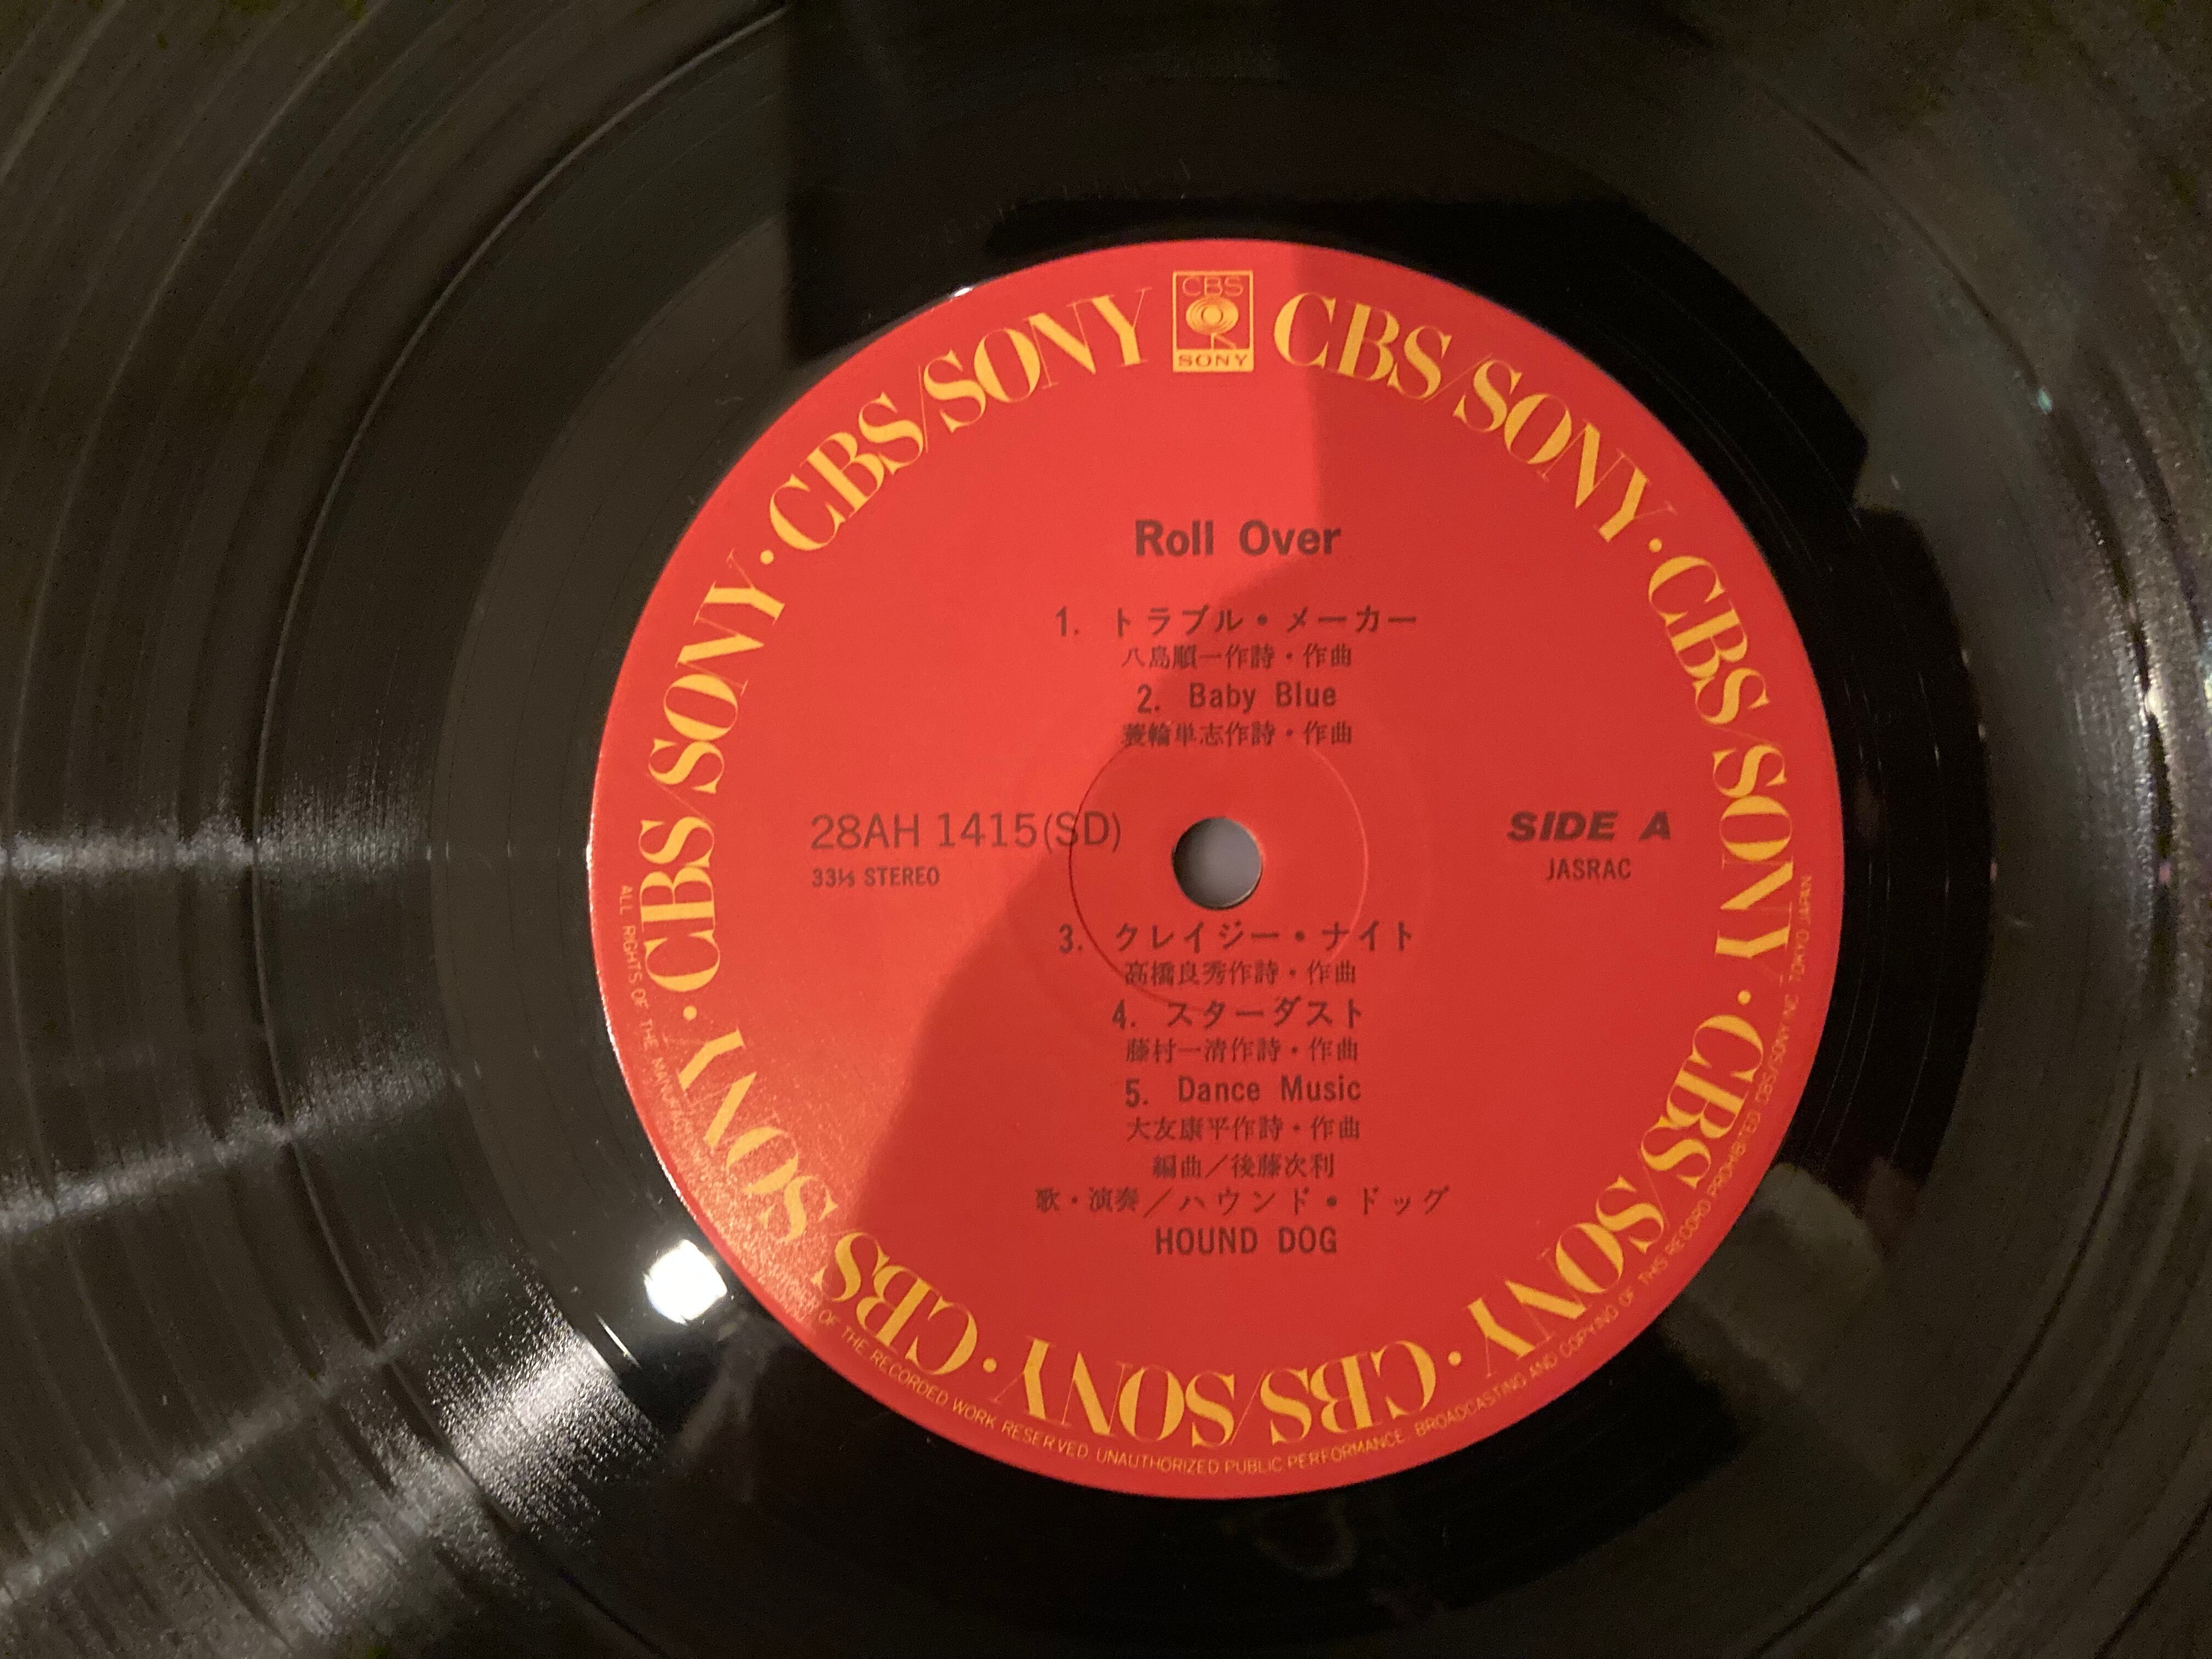 CBS
SONY
CBS/SONY · CBS/SONY · CBS/SONY · CBS/SONY · CBS/SONY · CBS/SONY · CBS/SONY · CBS/SONY
Roll Over
1. トラブル・メーカー
八島順一作詩・作曲
2. Baby Blue
蓑輪単志作詩・作曲
28AH 1415(SD)
33⅓ STEREO
SIDE A
JASRAC
3. クレイジー・ナイト
高橋良秀作詩・作曲
4. スターダスト
藤村一清作詩・作曲
5. Dance Music
大友康平作詩・作曲
編曲/後藤次利
歌・演奏/ハウンド・ドッグ
HOUND DOG
ALL RIGHTS OF THE OF THE RECORDED WORK RESERVED UNAUTHORIZED PUBLIC PERFORMANCE BROADCASTING AND COPYING OF THIS RECORD PROHIBITED CBS/SONY INC TOKYO JAPAN